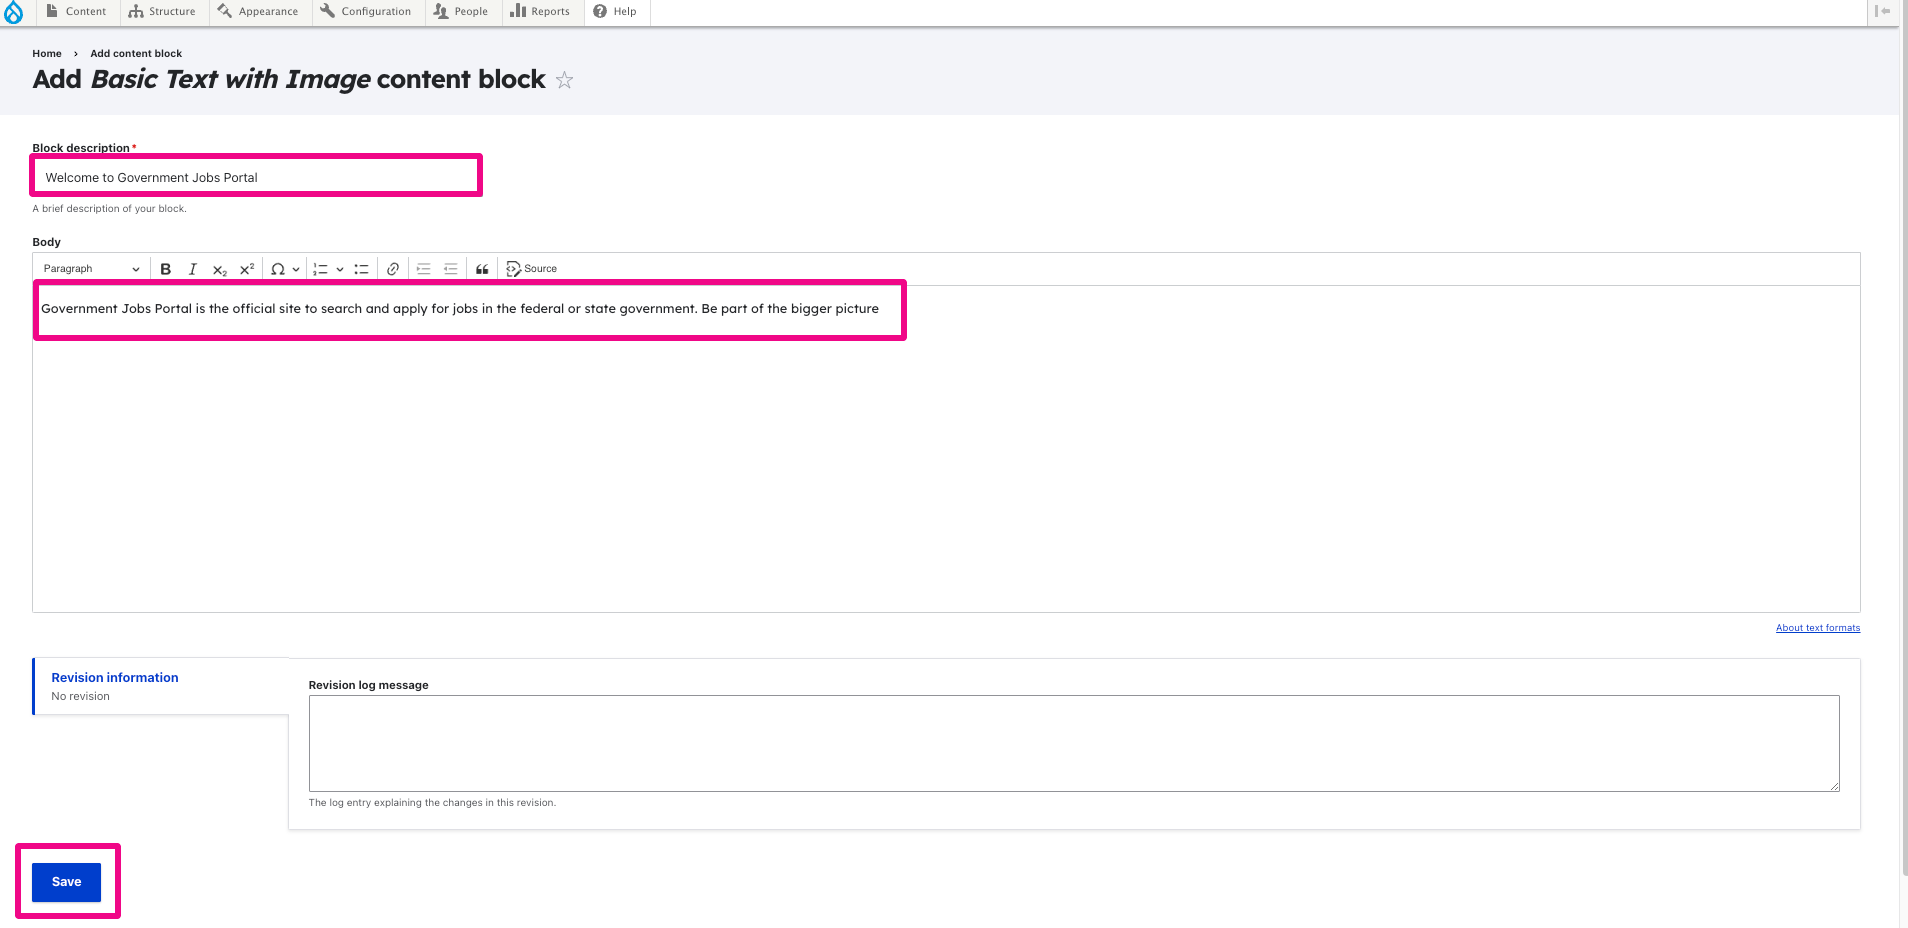 Content Structure Appearance Configuration People Reports Help
Home › Add content block
Add Basic Text with Image content block
Block description*
Welcome to Government Jobs Portal
A brief description of your block.
Body
Paragraph B I x₂ x² Ω Source
Government Jobs Portal is the official site to search and apply for jobs in the federal or state government. Be part of the bigger picture
About text formats
Revision information
No revision
Revision log message
The log entry explaining the changes in this revision.
Save